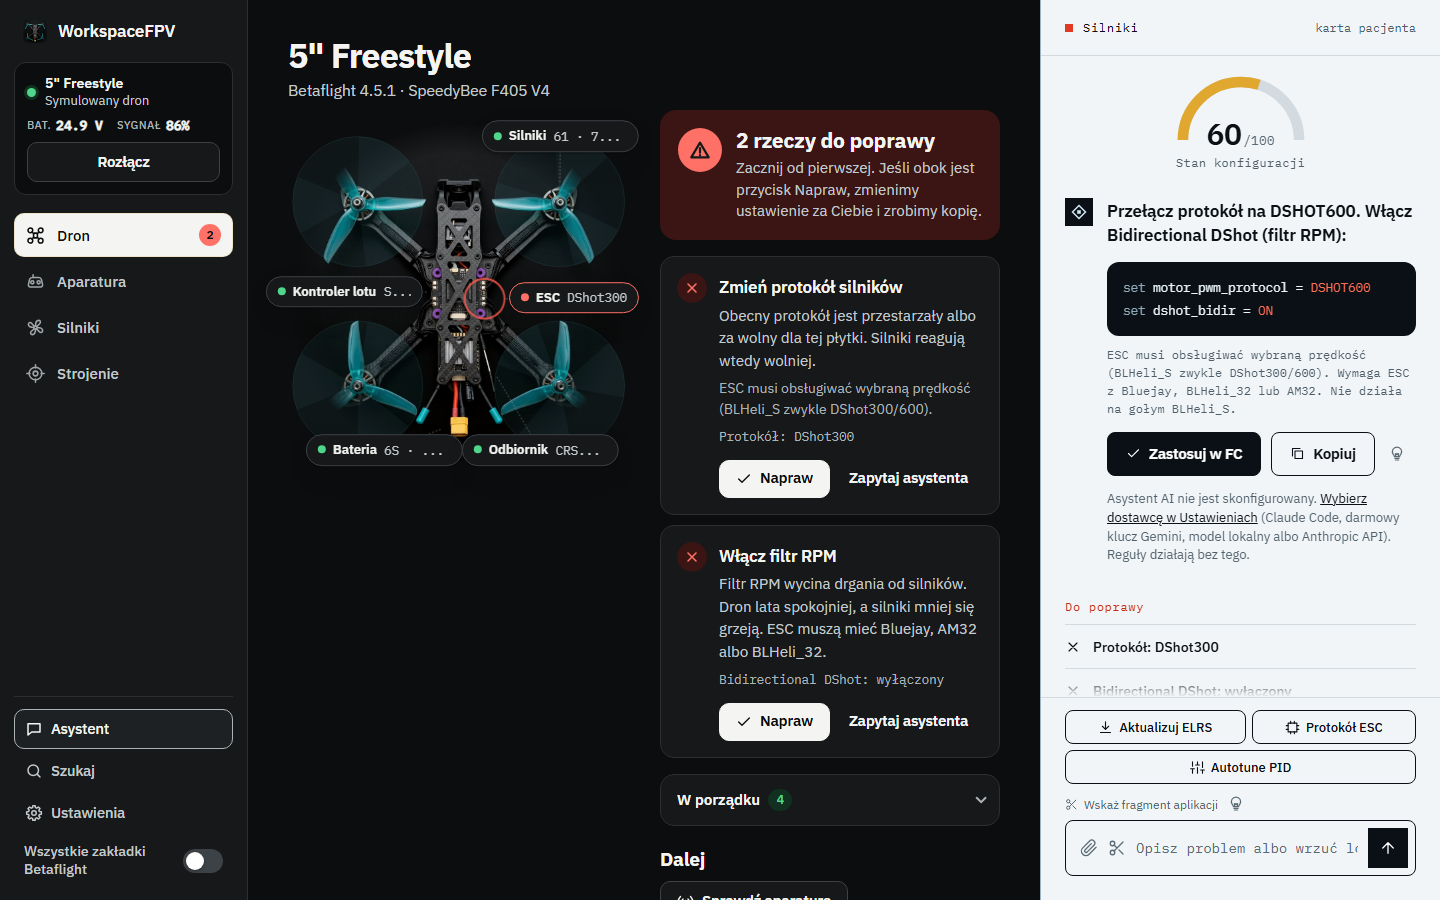 WorkspaceFPV
5" Freestyle
Symulowany dron
BAT. 24.9 V SYGNAŁ 86%
Rozłącz
Dron 2
Aparatura
Silniki
Strojenie
Asystent
Szukaj
Ustawienia
Wszystkie zakładki
Betaflight
5" Freestyle
Betaflight 4.5.1 · SpeedyBee F405 V4
Silniki 61 · 7...
Kontroler lotu S...
ESC DShot300
Bateria 6S · ...
Odbiornik CRS...
2 rzeczy do poprawy
Zacznij od pierwszej. Jeśli obok jest
przycisk Napraw, zmienimy
ustawienie za Ciebie i zrobimy kopię.
Zmień protokół silników
Obecny protokół jest przestarzały albo
za wolny dla tej płytki. Silniki reagują
wtedy wolniej.
ESC musi obsługiwać wybraną prędkość
(BLHeli_S zwykle DShot300/600).
Protokół: DShot300
Napraw Zapytaj asystenta
Włącz filtr RPM
Filtr RPM wycina drgania od silników.
Dron lata spokojniej, a silniki mniej się
grzeją. ESC muszą mieć Bluejay, AM32
albo BLHeli_32.
Bidirectional DShot: wyłączony
Napraw Zapytaj asystenta
W porządku 4
Dalej
Sprawdź aparaturę
Silniki karta pacjenta
60/100
Stan konfiguracji
Przełącz protokół na DSHOT600. Włącz
Bidirectional DShot (filtr RPM):
set motor_pwm_protocol = DSHOT600
set dshot_bidir = ON
ESC musi obsługiwać wybraną prędkość
(BLHeli_S zwykle DShot300/600). Wymaga ESC
z Bluejay, BLHeli_32 lub AM32. Nie działa
na gołym BLHeli_S.
Zastosuj w FC Kopiuj
Asystent AI nie jest skonfigurowany. Wybierz
dostawcę w Ustawieniach (Claude Code, darmowy
klucz Gemini, model lokalny albo Anthropic API).
Reguły działają bez tego.
Do poprawy
Protokół: DShot300
Bidirectional DShot: wyłączony
Aktualizuj ELRS Protokół ESC
Autotune PID
Wskaż fragment aplikacji
Opisz problem albo wrzuć lo